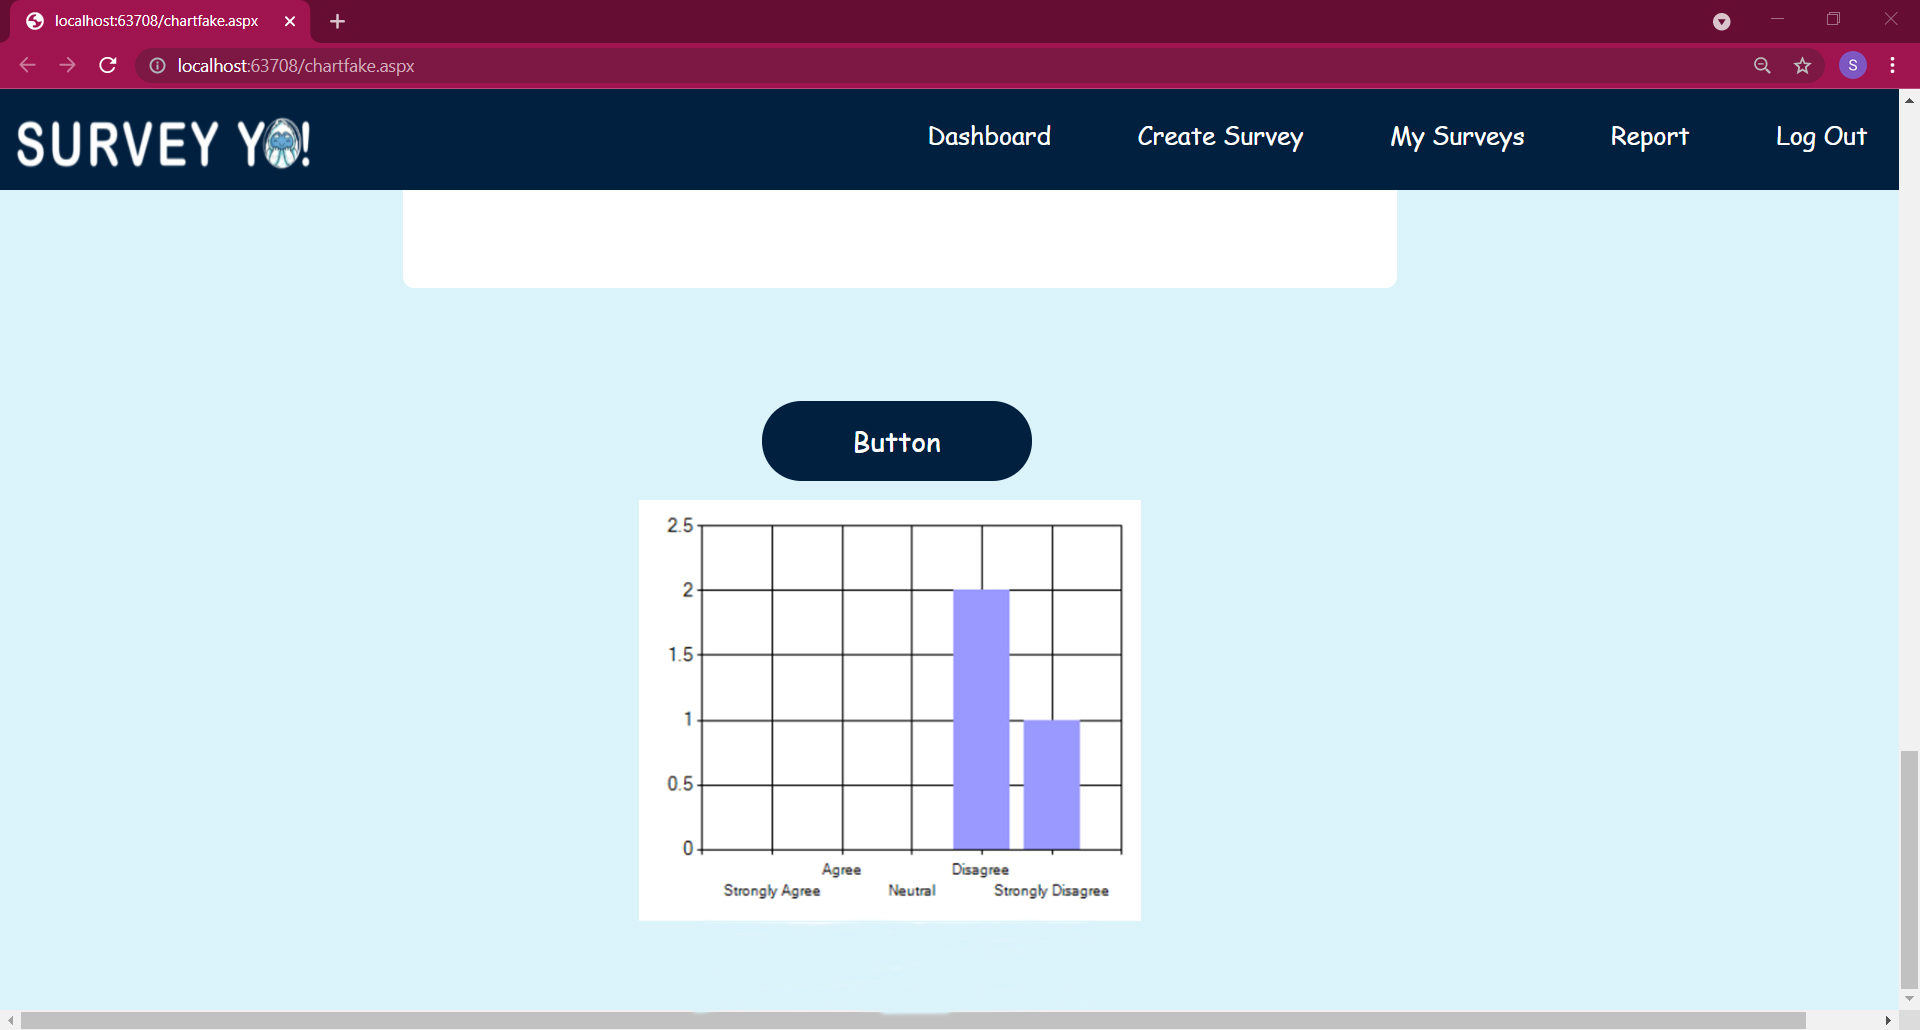 localhost:63708/chartfake.aspx
localhost:63708/chartfake.aspx
S
SURVEY YO!
Dashboard
Create Survey
My Surveys
Report
Log Out
Button
2.5
2
1.5
1
0.5
0
Strongly Agree
Agree
Neutral
Disagree
Strongly Disagree